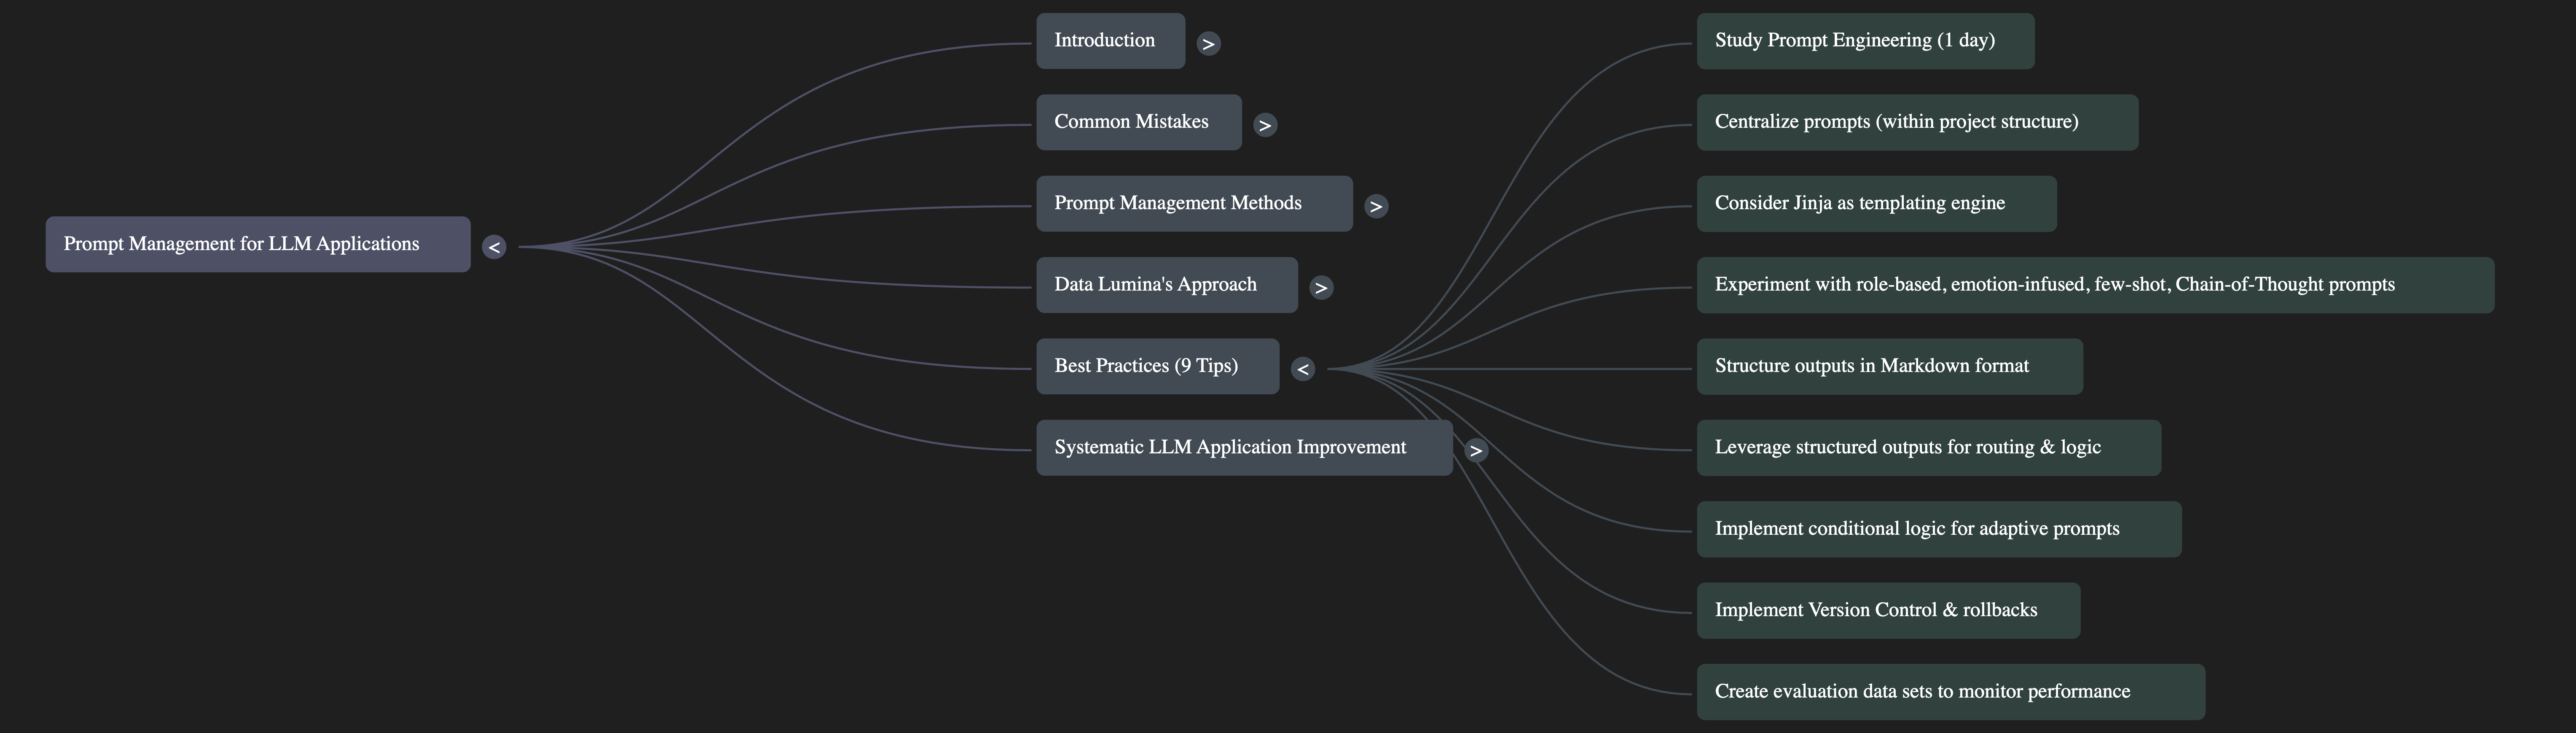 Prompt Management for LLM Applications
<
Introduction
>
Common Mistakes
>
Prompt Management Methods
>
Data Lumina's Approach
>
Best Practices (9 Tips)
<
Systematic LLM Application Improvement
>
Study Prompt Engineering (1 day)
Centralize prompts (within project structure)
Consider Jinja as templating engine
Experiment with role-based, emotion-infused, few-shot, Chain-of-Thought prompts
Structure outputs in Markdown format
Leverage structured outputs for routing & logic
Implement conditional logic for adaptive prompts
Implement Version Control & rollbacks
Create evaluation data sets to monitor performance